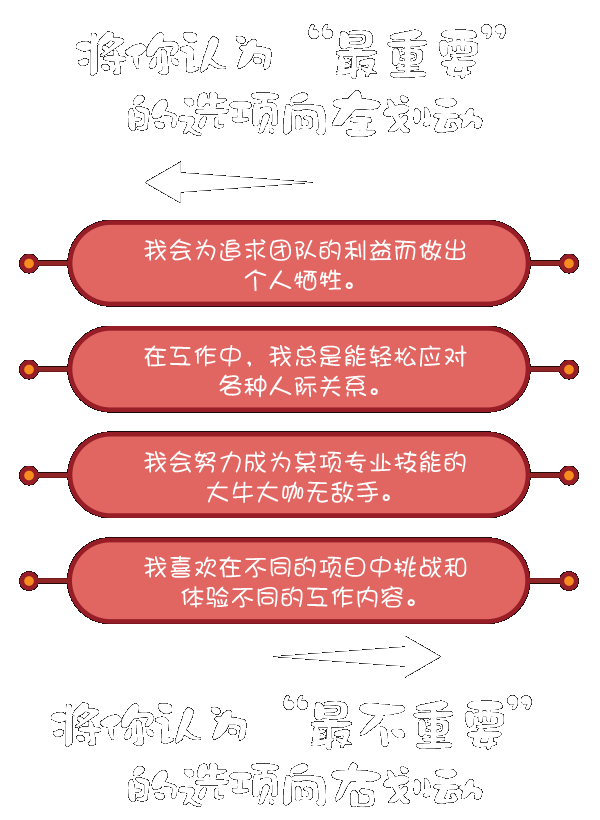 将你认为“最重要”
的选项向左划动
我会为追求团队的利益而做出
个人牺牲。
在工作中，我总是能轻松应对
各种人际关系。
我会努力成为某项专业技能的
大牛大咖无敌手。
我喜欢在不同的项目中挑战和
体验不同的工作内容。
将你认为“最不重要”
的选项向右划动